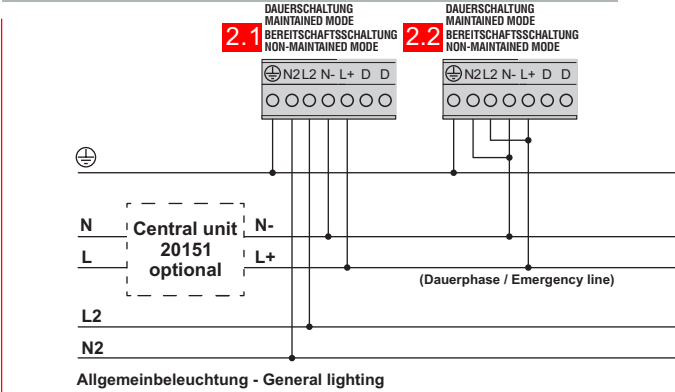 DAUERSCHALTUNG
MAINTAINED MODE
2.1 BEREITSCHAFTSSCHALTUNG
NON-MAINTAINED MODE
DAUERSCHALTUNG
MAINTAINED MODE
2.2 BEREITSCHAFTSSCHALTUNG
NON-MAINTAINED MODE
N2 L2 N- L+ D D
N2 L2 N- L+ D D
N
Central unit
20151
optional
N-
L
L+
(Dauerphase / Emergency line)
L2
N2
Allgemeinbeleuchtung - General lighting